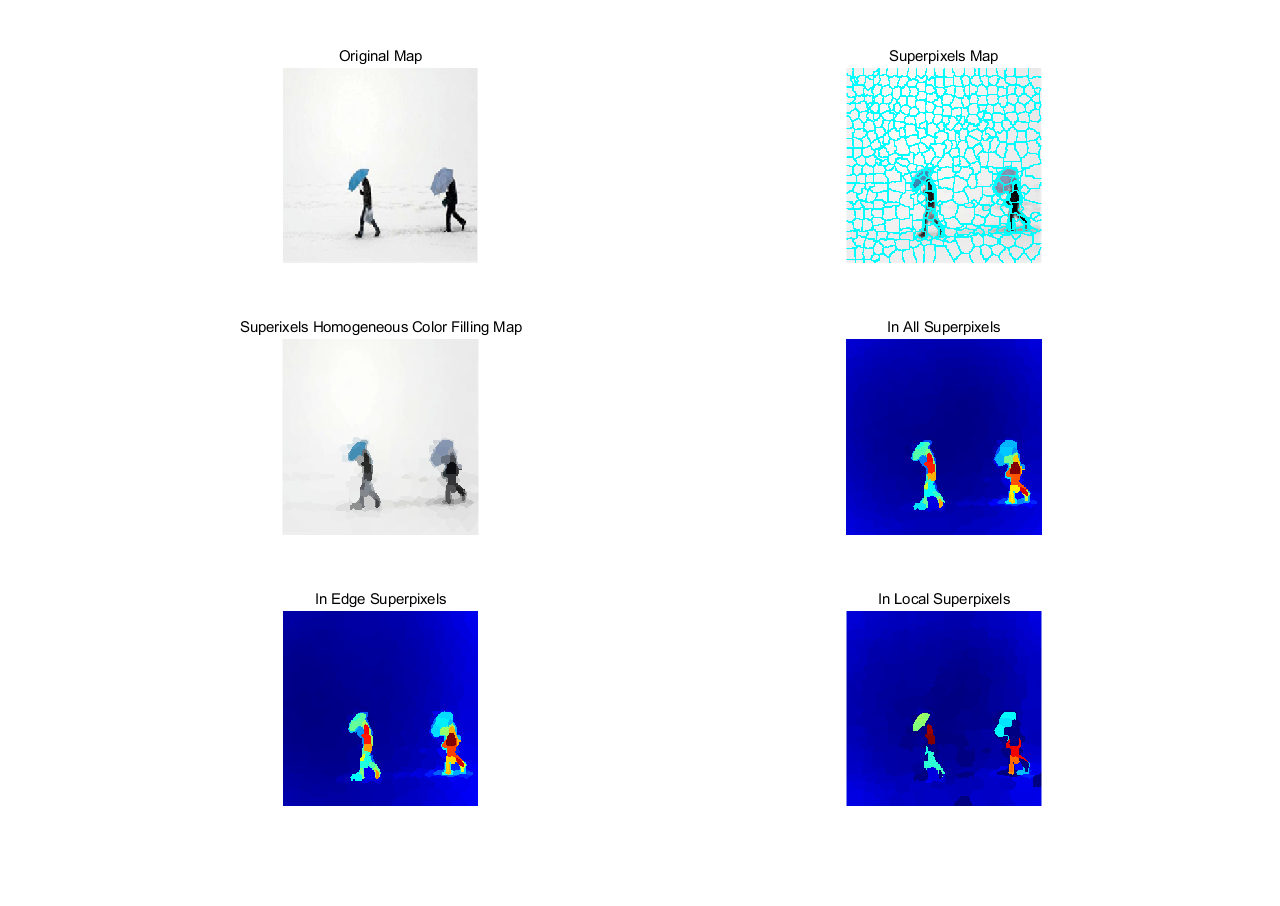 Original Map
Superpixels Map
Superixels Homogeneous Color Filling Map
In All Superpixels
In Edge Superpixels
In Local Superpixels